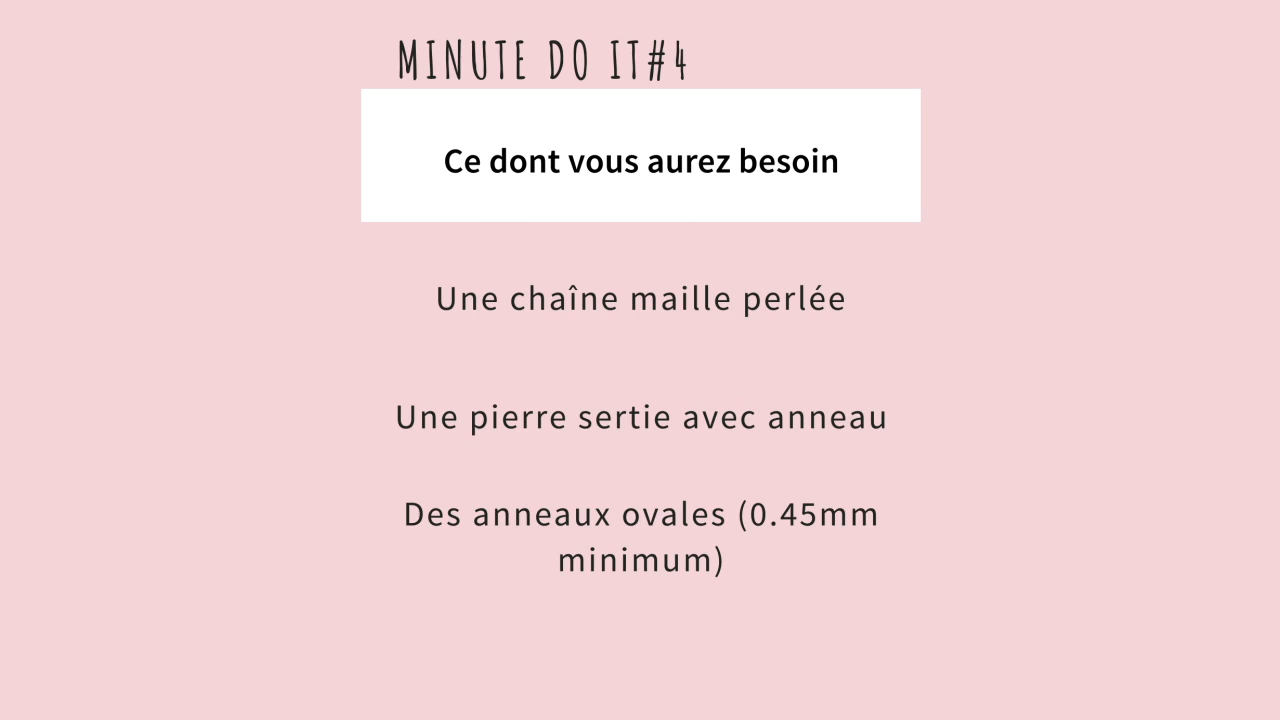 MINUTE DO IT#4
Ce dont vous aurez besoin
Une chaîne maille perlée
Une pierre sertie avec anneau
Des anneaux ovales (0.45mm
minimum)